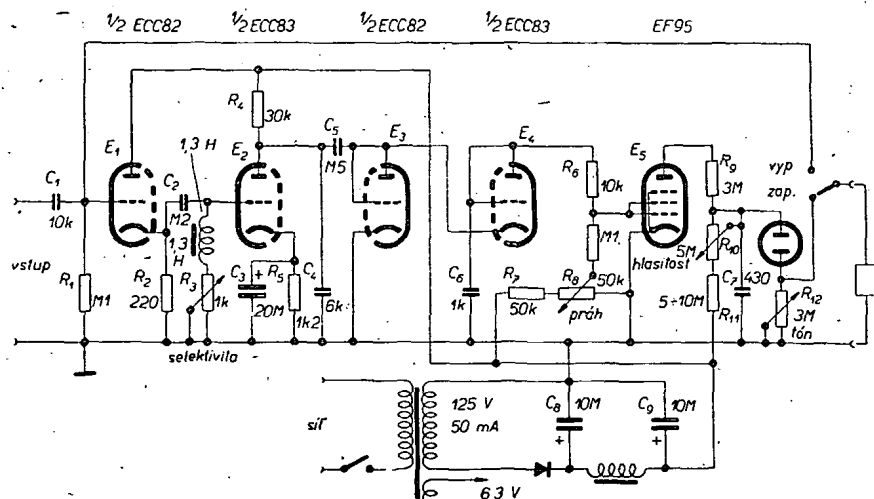 ½ ECC82 ½ ECC83 ½ ECC82 ½ ECC83 EF95
R4
30k
C5
M5
E1
1,3 H
E2
E3
E4
E5
R6
10k
R9
3M
vyp
zap.
C1
10k
C2
M2
1,3
H
M1
5M
R10
hlasitost
vstup
R1
M1
R2
220
R3
1k
C3
+
20M
R5
1k2
C4
6k
C6
1k
R7
50k
R8
50k
práh
C7
430
5÷10M
R11
R12
3M
tón
selektivita
síť
125 V
50 mA
C8
10M
+
C9
10M
+
6,3 V